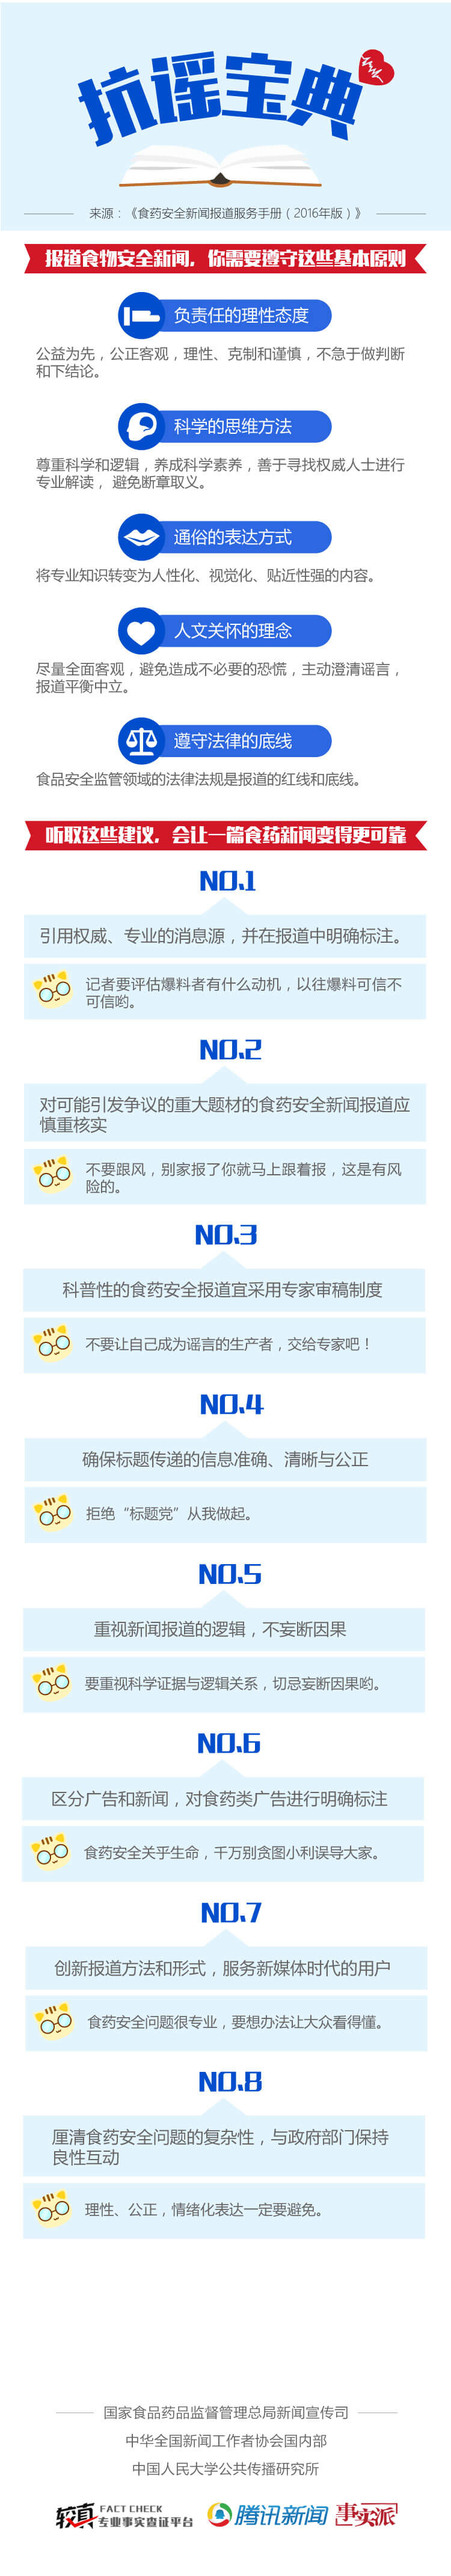 抗谣宝典
来源：《食药安全新闻报道服务手册（2016年版）》
报道食物安全新闻，你需要遵守这些基本原则
负责任的理性态度
公益为先，公正客观，理性、克制和谨慎，不急于做判断
和下结论。
科学的思维方法
尊重科学和逻辑，养成科学素养，善于寻找权威人士进行
专业解读， 避免断章取义。
通俗的表达方式
将专业知识转变为人性化、视觉化、贴近性强的内容。
人文关怀的理念
尽量全面客观，避免造成不必要的恐慌，主动澄清谣言，
报道平衡中立。
遵守法律的底线
食品安全监管领域的法律法规是报道的红线和底线。
听取这些建议，会让一篇食药新闻变得更可靠
NO.1
引用权威、专业的消息源，并在报道中明确标注。
记者要评估爆料者有什么动机，以往爆料可信不
可信哟。
NO.2
对可能引发争议的重大题材的食药安全新闻报道应
慎重核实
不要跟风，别家报了你就马上跟着报，这是有风
险的。
NO.3
科普性的食药安全报道宜采用专家审稿制度
不要让自己成为谣言的生产者，交给专家吧！
NO.4
确保标题传递的信息准确、清晰与公正
拒绝“标题党”从我做起。
NO.5
重视新闻报道的逻辑，不妄断因果
要重视科学证据与逻辑关系，切忌妄断因果哟。
NO.6
区分广告和新闻，对食药类广告进行明确标注
食药安全关乎生命，千万别贪图小利误导大家。
NO.7
创新报道方法和形式，服务新媒体时代的用户
食药安全问题很专业，要想办法让大众看得懂。
NO.8
厘清食药安全问题的复杂性，与政府部门保持
良性互动
理性、公正，情绪化表达一定要避免。
国家食品药品监督管理总局新闻宣传司
中华全国新闻工作者协会国内部
中国人民大学公共传播研究所
较真 FACT CHECK 专业事实查证平台 腾讯新闻 事实派